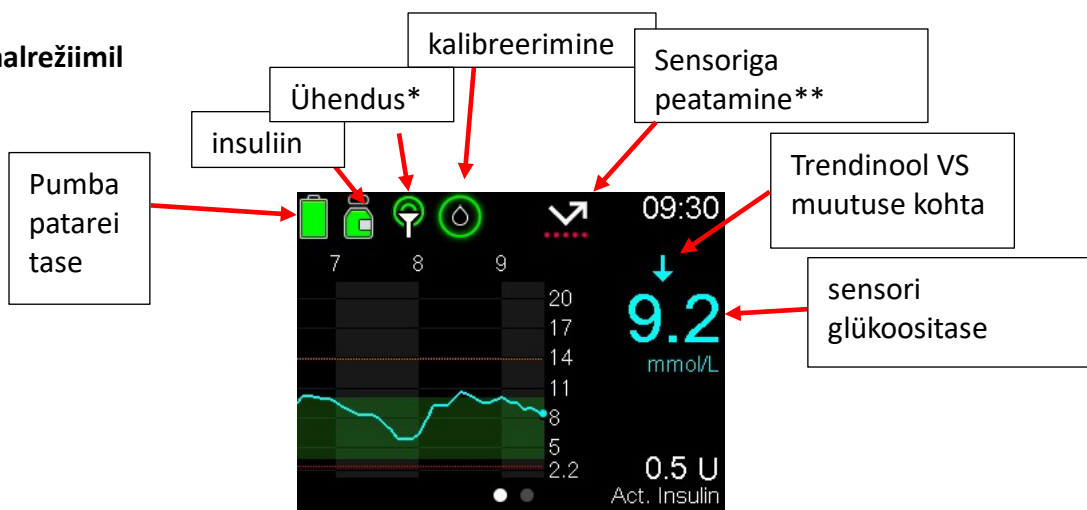 alrežiimil
kalibreerimine
Sensoriga
peatamine**
Ühendus*
insuliin
Pumba
patarei
tase
Trendinool VS
muutuse kohta
sensori
glükoositase
09:30
7 8 9
20
17
14
11
8
5
2.2
9.2
mmol/L
0.5 U
Act. Insulin